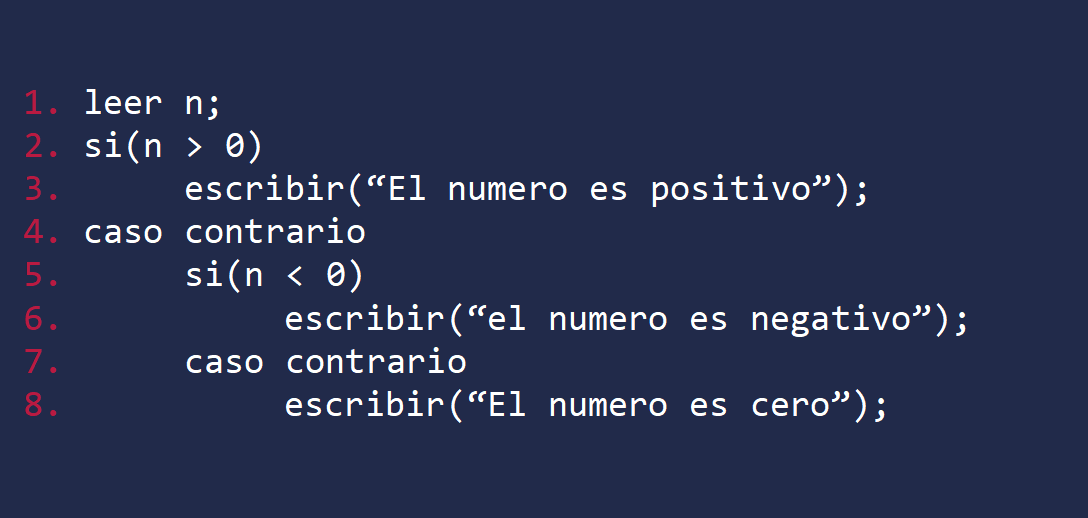 1. leer n;
2. si(n > 0)
3. escribir(“El numero es positivo”);
4. caso contrario
5. si(n < 0)
6. escribir(“el numero es negativo”);
7. caso contrario
8. escribir(“El numero es cero”);